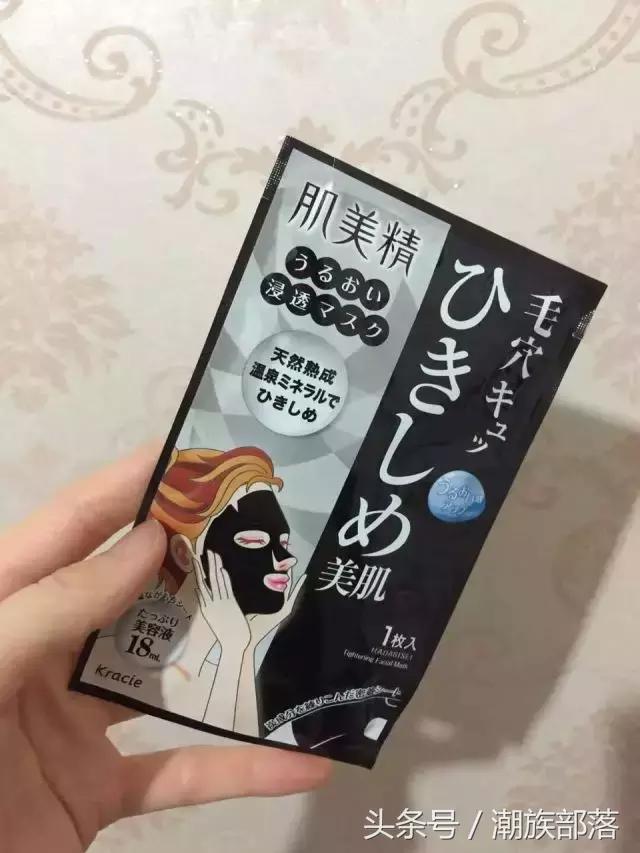 肌美精
うるおい
浸透マスク
天然熟成
温泉ミネラルで
ひきしめ
毛穴キュッ
ひきしめ
美肌
1枚入
HADABISEI
Tightening Facial Mask
たっぷり
美容液
18mL
Kracie
头条号 / 潮族部落